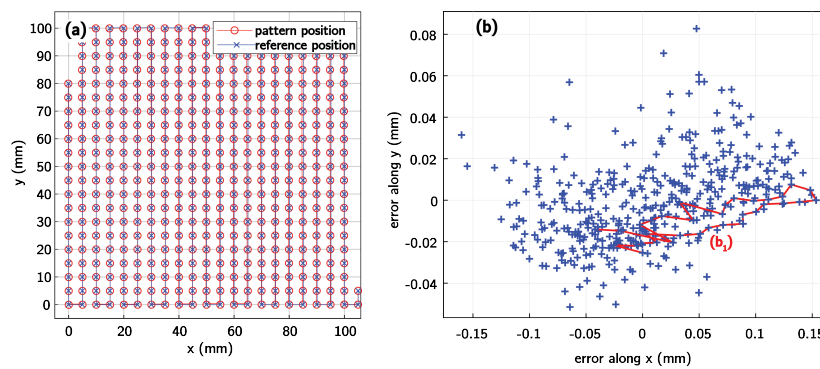 (a)
pattern position
reference position
100
90
80
70
60
50
40
30
20
10
0
y (mm)
0 20 40 60 80 100
x (mm)
(b)
0.08
0.06
0.04
0.02
0
-0.02
-0.04
error along y (mm)
(b1)
-0.15 -0.1 -0.05 0 0.05 0.1 0.15
error along x (mm)